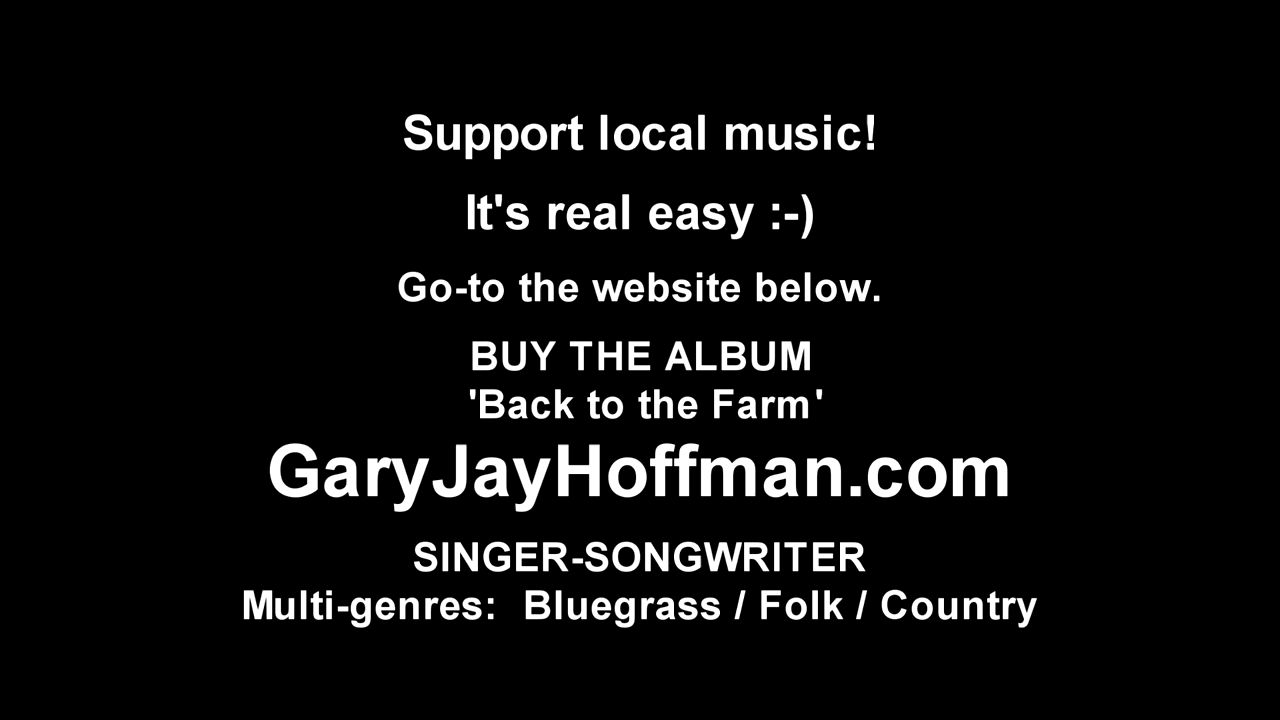 Support local music!
It's real easy :-)
Go-to the website below.
BUY THE ALBUM
'Back to the Farm'
GaryJayHoffman.com
SINGER-SONGWRITER
Multi-genres:  Bluegrass / Folk / Country